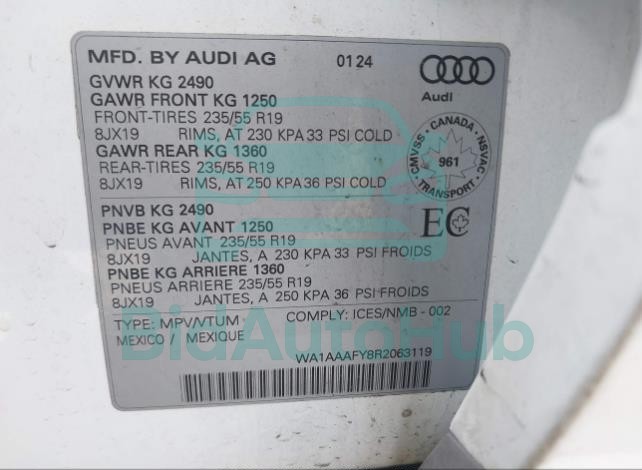 MFD. BY AUDI AG 01 24
Audi
GVWR KG 2490
GAWR FRONT KG 1250
FRONT-TIRES 235/55 R19
8JX19 RIMS, AT 230 KPA 33 PSI COLD
GAWR REAR KG 1360
REAR-TIRES 235/55 R19
8JX19 RIMS, AT 250 KPA 36 PSI COLD
CMVSS · CANADA · NSVAC
961
TRANSPORT
PNVB KG 2490
PNBE KG AVANT 1250
PNEUS AVANT 235/55 R19
8JX19 JANTES, A 230 KPA 33 PSI FROIDS
PNBE KG ARRIERE 1360
PNEUS ARRIERE 235/55 R19
8JX19 JANTES, A 250 KPA 36 PSI FROIDS
EC
TYPE: MPV/VTUM COMPLY: ICES/NMB - 002
MEXICO / MEXIQUE
WA1AAAFY8R2063119
BidAutoHub